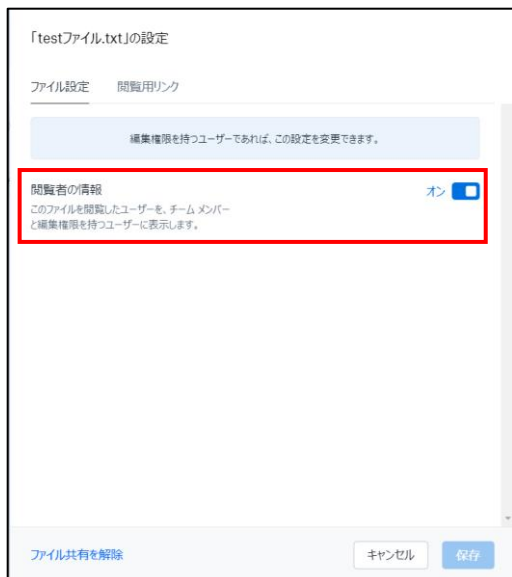 「testファイル.txt」の設定
ファイル設定 閲覧用リンク
編集権限を持つユーザーであれば、この設定を変更できます。
閲覧者の情報 オン
このファイルを閲覧したユーザーを、チーム メンバー
と編集権限を持つユーザーに表示します。
ファイル共有を解除 キャンセル 保存